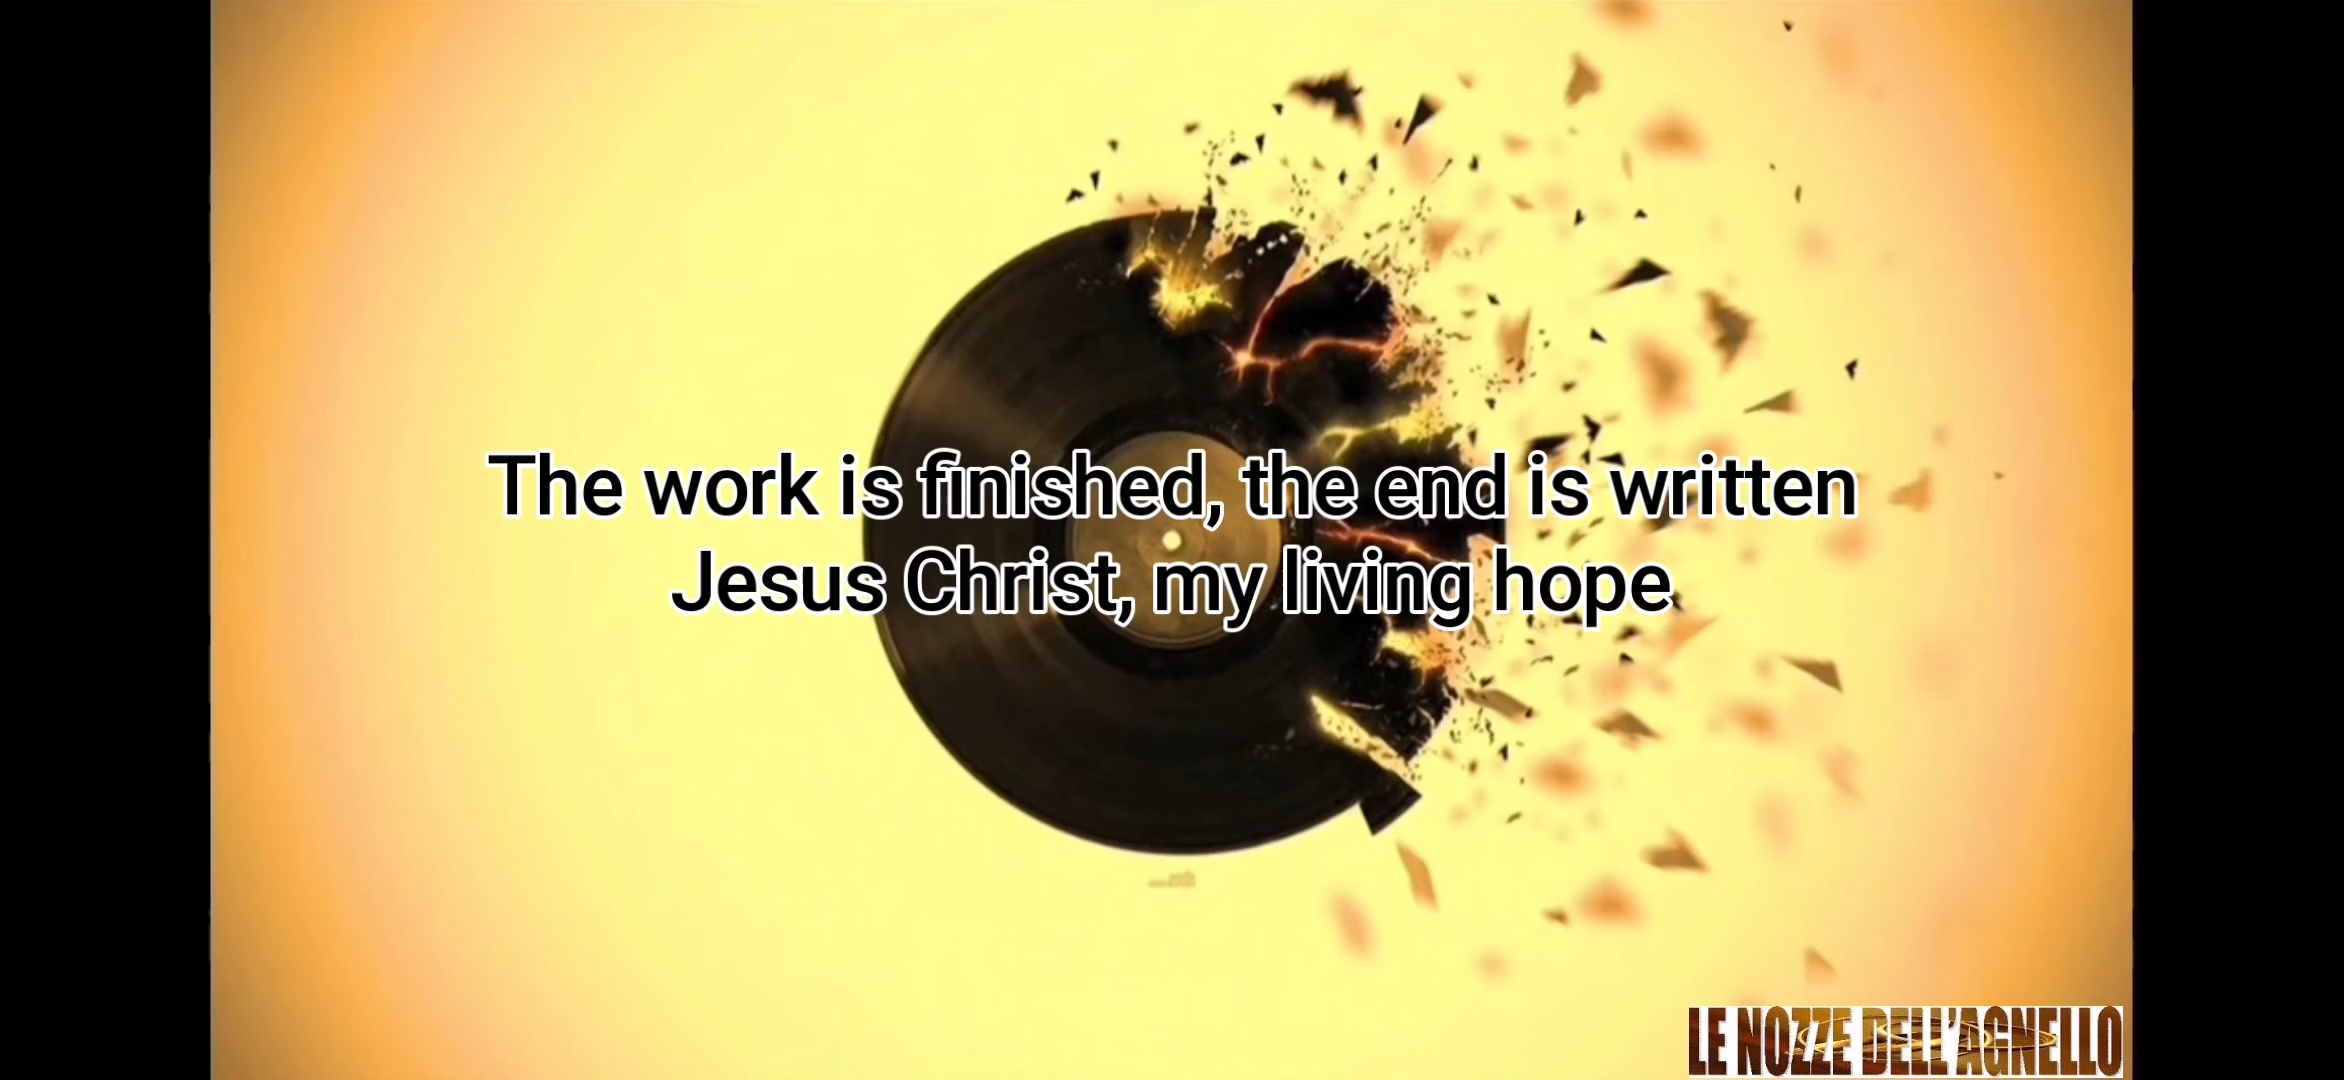 The work is finished, the end is written
Jesus Christ, my living hope
LE NOZZE DELL'AGNELLO